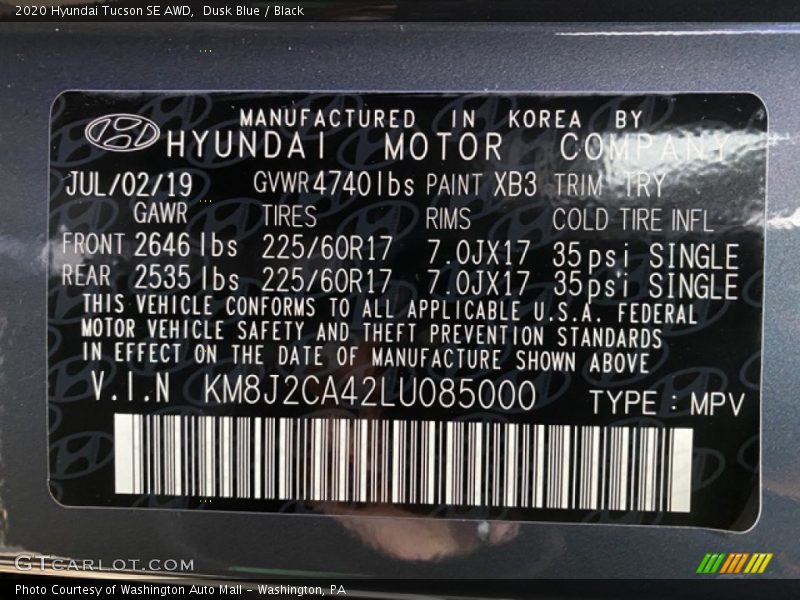 2020 Hyundai Tucson SE AWD,  Dusk Blue / Black
MANUFACTURED IN KOREA BY
HYUNDAI MOTOR COMPANY
JUL/02/19 GVWR4740lbs PAINT XB3 TRIM TRY
GAWR TIRES RIMS COLD TIRE INFL
FRONT 2646 lbs 225/60R17 7.0JX17 35psi SINGLE
REAR 2535 lbs 225/60R17 7.0JX17 35psi SINGLE
THIS VEHICLE CONFORMS TO ALL APPLICABLE U.S.A. FEDERAL
MOTOR VEHICLE SAFETY AND THEFT PREVENTION STANDARDS
IN EFFECT ON THE DATE OF MANUFACTURE SHOWN ABOVE
V.I.N KM8J2CA42LU085000 TYPE : MPV
GTCARLOT.COM
Photo Courtesy of Washington Auto Mall - Washington, PA